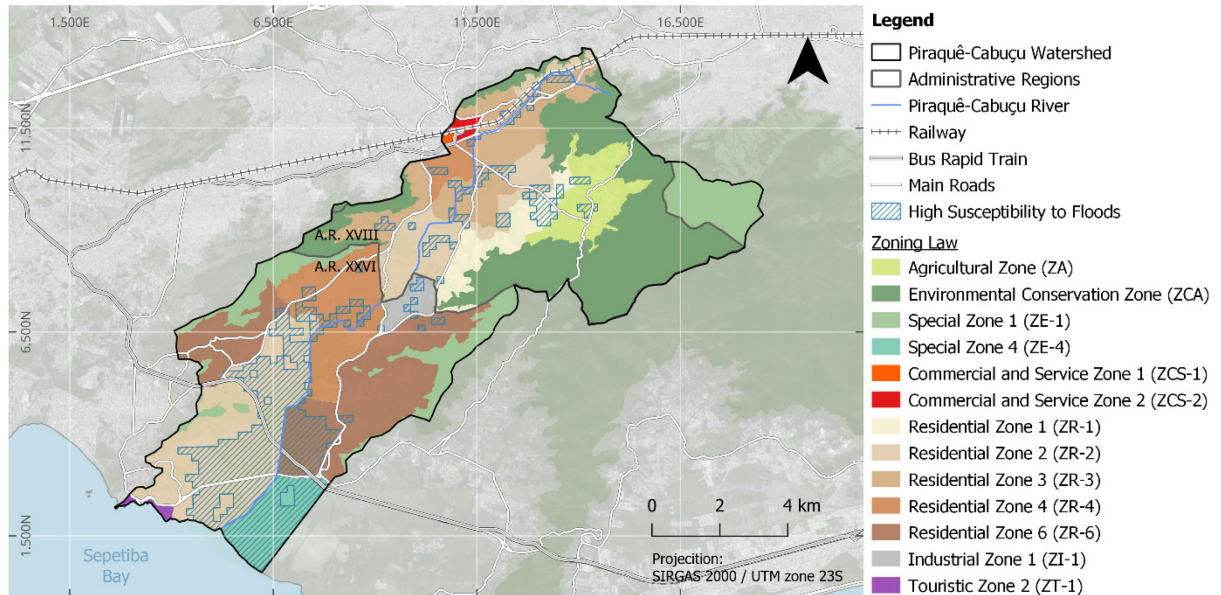 1.500E
6.500E
11.500E
16.500E
11.500N
6.500N
1.500N
A.R. XVIII
A.R. XXVI
Sepetiba
Bay
0 2 4 km
Projection:
SIRGAS 2000 / UTM zone 23S
Legend
Piraquê-Cabuçu Watershed
Administrative Regions
Piraquê-Cabuçu River
Railway
Bus Rapid Train
Main Roads
High Susceptibility to Floods
Zoning Law
Agricultural Zone (ZA)
Environmental Conservation Zone (ZCA)
Special Zone 1 (ZE-1)
Special Zone 4 (ZE-4)
Commercial and Service Zone 1 (ZCS-1)
Commercial and Service Zone 2 (ZCS-2)
Residential Zone 1 (ZR-1)
Residential Zone 2 (ZR-2)
Residential Zone 3 (ZR-3)
Residential Zone 4 (ZR-4)
Residential Zone 6 (ZR-6)
Industrial Zone 1 (ZI-1)
Touristic Zone 2 (ZT-1)